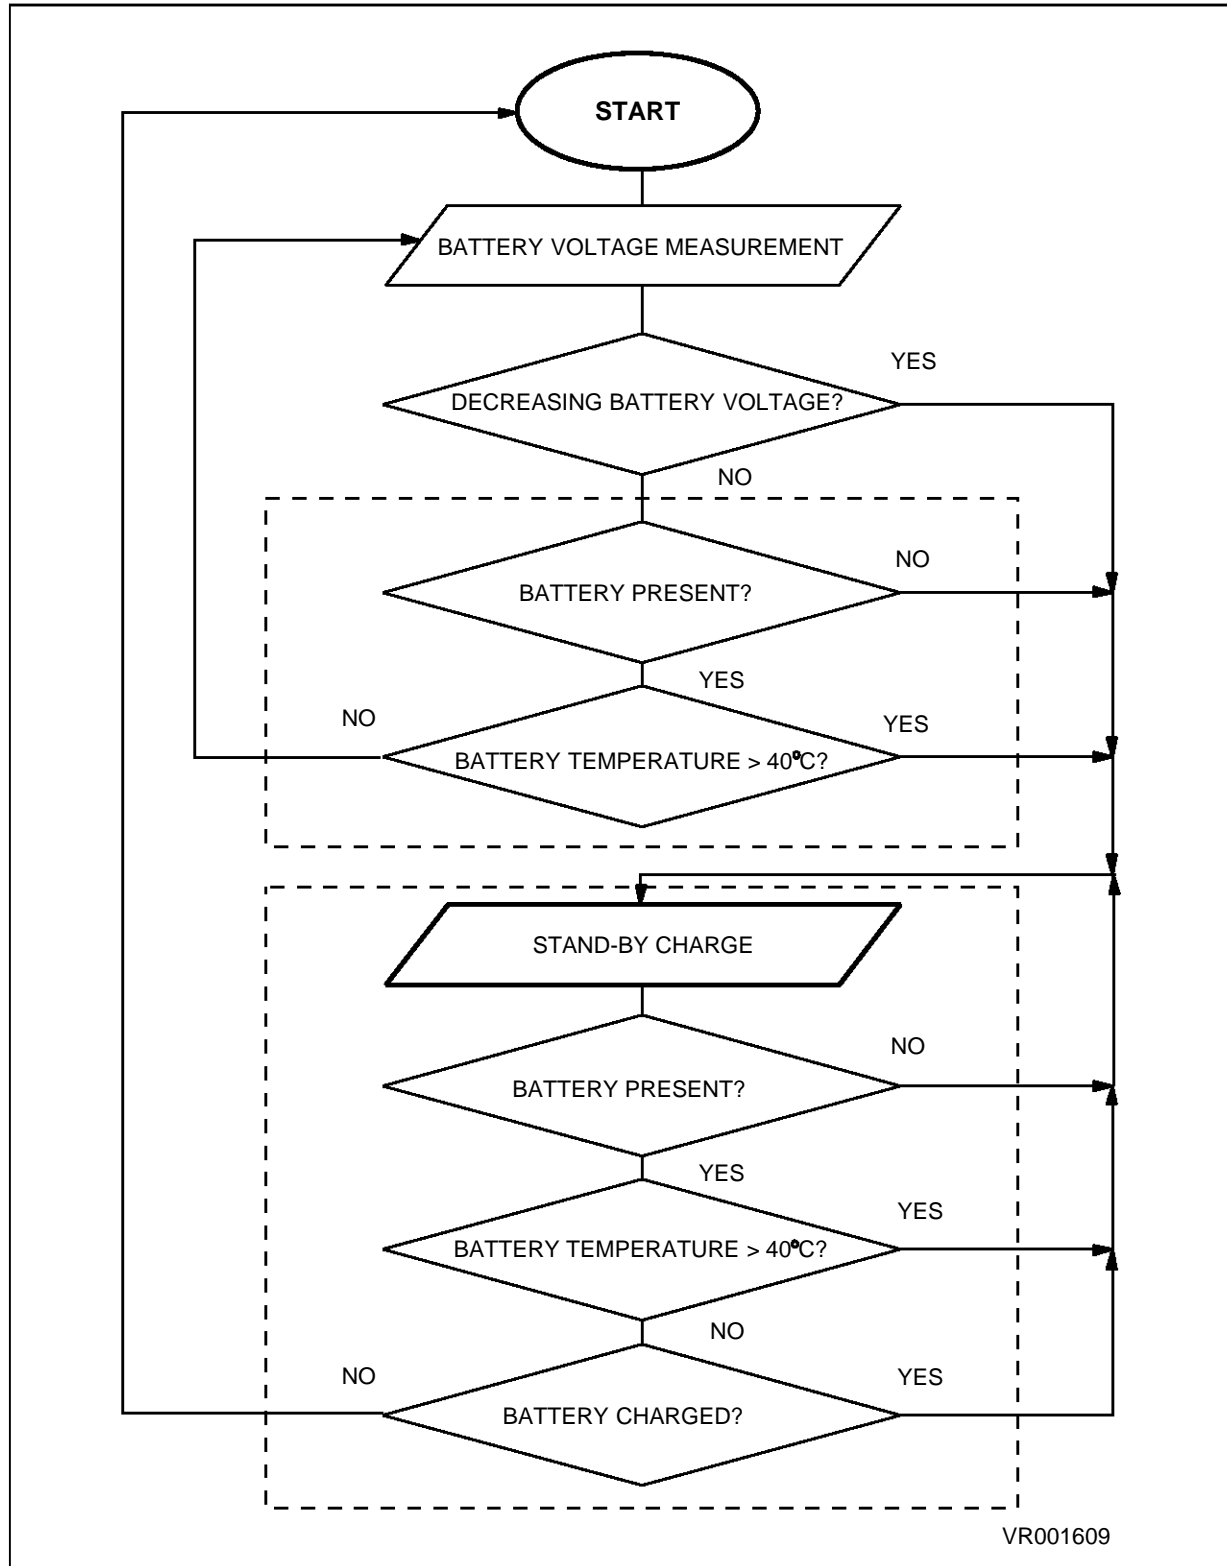 START
BATTERY VOLTAGE MEASUREMENT
YES
DECREASING BATTERY VOLTAGE?
NO
NO
BATTERY PRESENT?
YES
NO
YES
BATTERY TEMPERATURE > 40°C?
STAND-BY CHARGE
NO
BATTERY PRESENT?
YES
YES
BATTERY TEMPERATURE > 40°C?
NO
NO
YES
BATTERY CHARGED?
VR001609